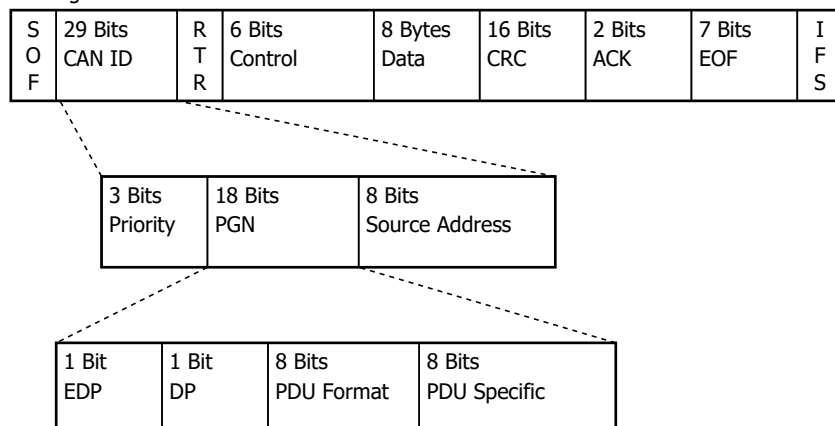 S O F
29 Bits
CAN ID
R T R
6 Bits
Control
8 Bytes
Data
16 Bits
CRC
2 Bits
ACK
7 Bits
EOF
I F S
3 Bits
Priority
18 Bits
PGN
8 Bits
Source Address
1 Bit
EDP
1 Bit
DP
8 Bits
PDU Format
8 Bits
PDU Specific